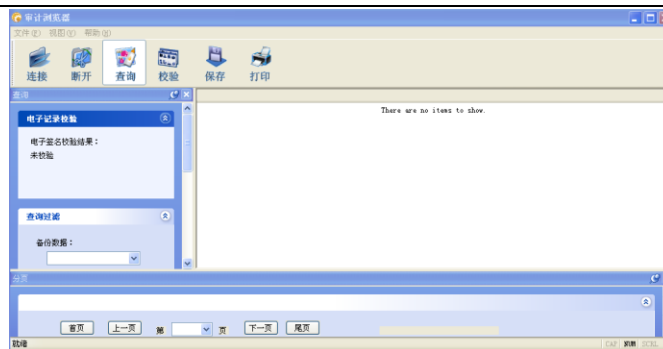 审计浏览器
文件(F) 视图(V) 帮助(H)
连接 断开 查询 校验 保存 打印
查询
There are no items to show.
电子记录校验
电子签名校验结果：
未校验
查询过滤
备份数据：
分页
首页 上一页 第 页 下一页 尾页
就绪
CAP NUM SCRL